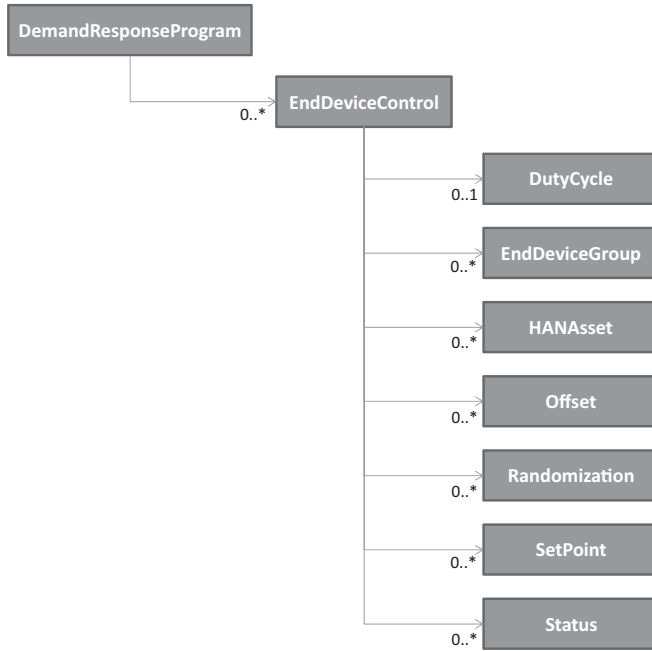 DemandResponseProgram
EndDeviceControl
0..*
DutyCycle
0..1
EndDeviceGroup
0..*
HANAsset
0..*
Offset
0..*
Randomization
0..*
SetPoint
0..*
Status
0..*